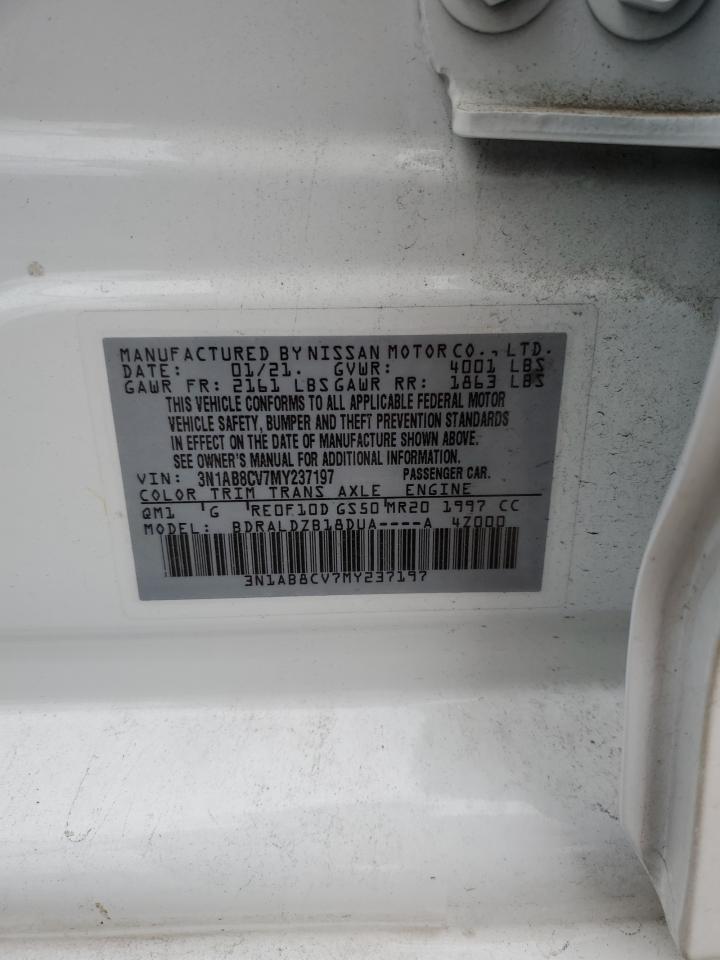 MANUFACTURED BY NISSAN MOTOR CO., LTD.
DATE: 01/21. GVWR: 4001 LBS
GAWR FR: 2161 LBS GAWR RR: 1863 LBS
THIS VEHICLE CONFORMS TO ALL APPLICABLE FEDERAL MOTOR
VEHICLE SAFETY, BUMPER AND THEFT PREVENTION STANDARDS
IN EFFECT ON THE DATE OF MANUFACTURE SHOWN ABOVE.
SEE OWNER'S MANUAL FOR ADDITIONAL INFORMATION.
VIN: 3N1AB8CV7MY237197 PASSENGER CAR.
COLOR TRIM TRANS AXLE ENGINE
QM1 G RE0F10D GS50 MR20 1997 CC
MODEL: BDRALDZB18DUA----A 4Z000
3N1AB8CV7MY237197